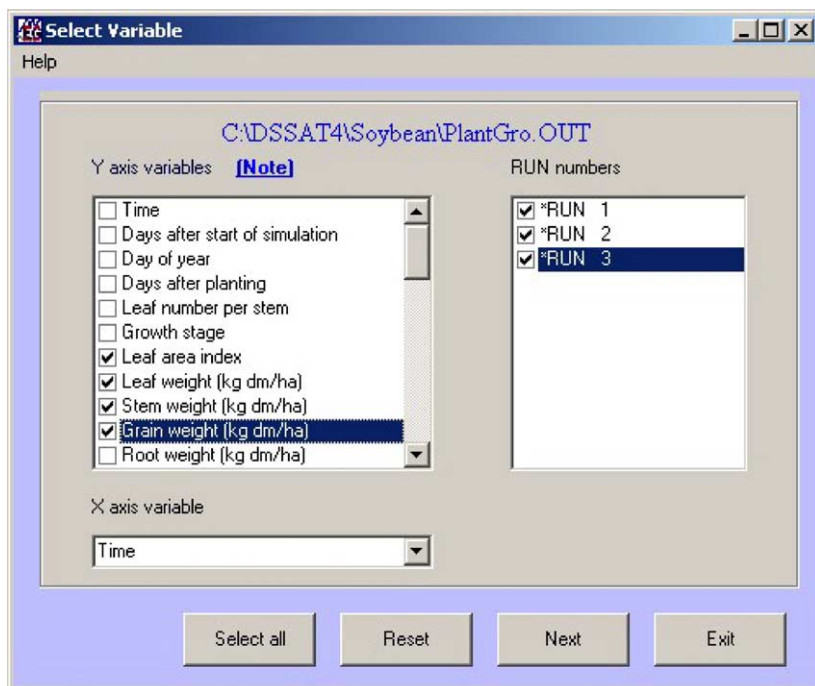 Select Variable
Help
C:\DSSAT4\Soybean\PlantGro.OUT
Y axis variables (Note)
RUN numbers
Time
Days after start of simulation
Day of year
Days after planting
Leaf number per stem
Growth stage
Leaf area index
Leaf weight (kg dm/ha)
Stem weight (kg dm/ha)
Grain weight (kg dm/ha)
Root weight (kg dm/ha)
*RUN 1
*RUN 2
*RUN 3
X axis variable
Time
Select all
Reset
Next
Exit